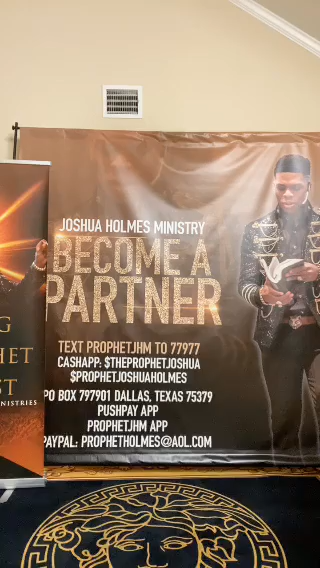 JOSHUA HOLMES MINISTRY
BECOME A
PARTNER
TEXT PROPHETJHM TO 77977
CASHAPP: $THEPROPHETJOSHUA
$PROPHETJOSHUAHOLMES
PO BOX 797901 DALLAS, TEXAS 75379
PUSHPAY APP
PROPHETJHM APP
PAYPAL: PROPHETHOLMES@AOL.COM
G
HET
ST
MINISTRIES